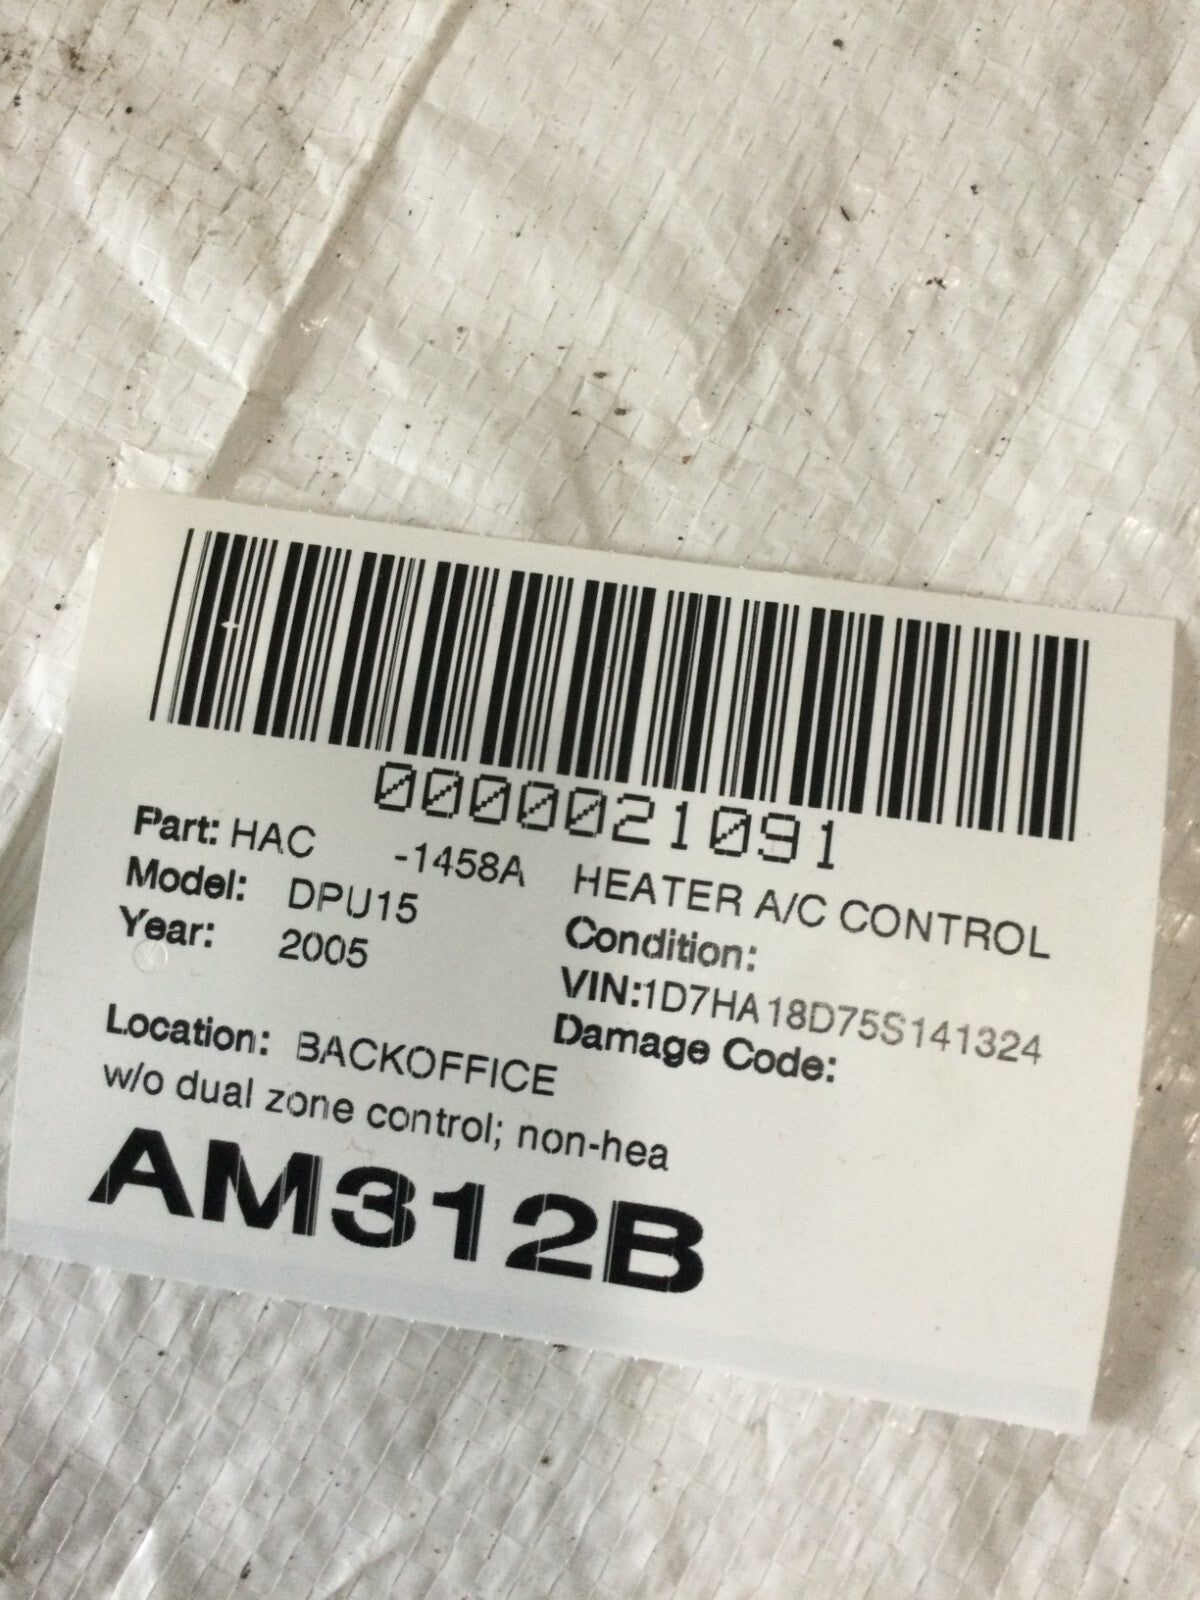 0000021091
Part: HAC -1458A HEATER A/C CONTROL
Model: DPU15 Condition:
Year: 2005 VIN:1D7HA18D75S141324
Damage Code:
Location: BACKOFFICE
w/o dual zone control; non-hea
AM312B